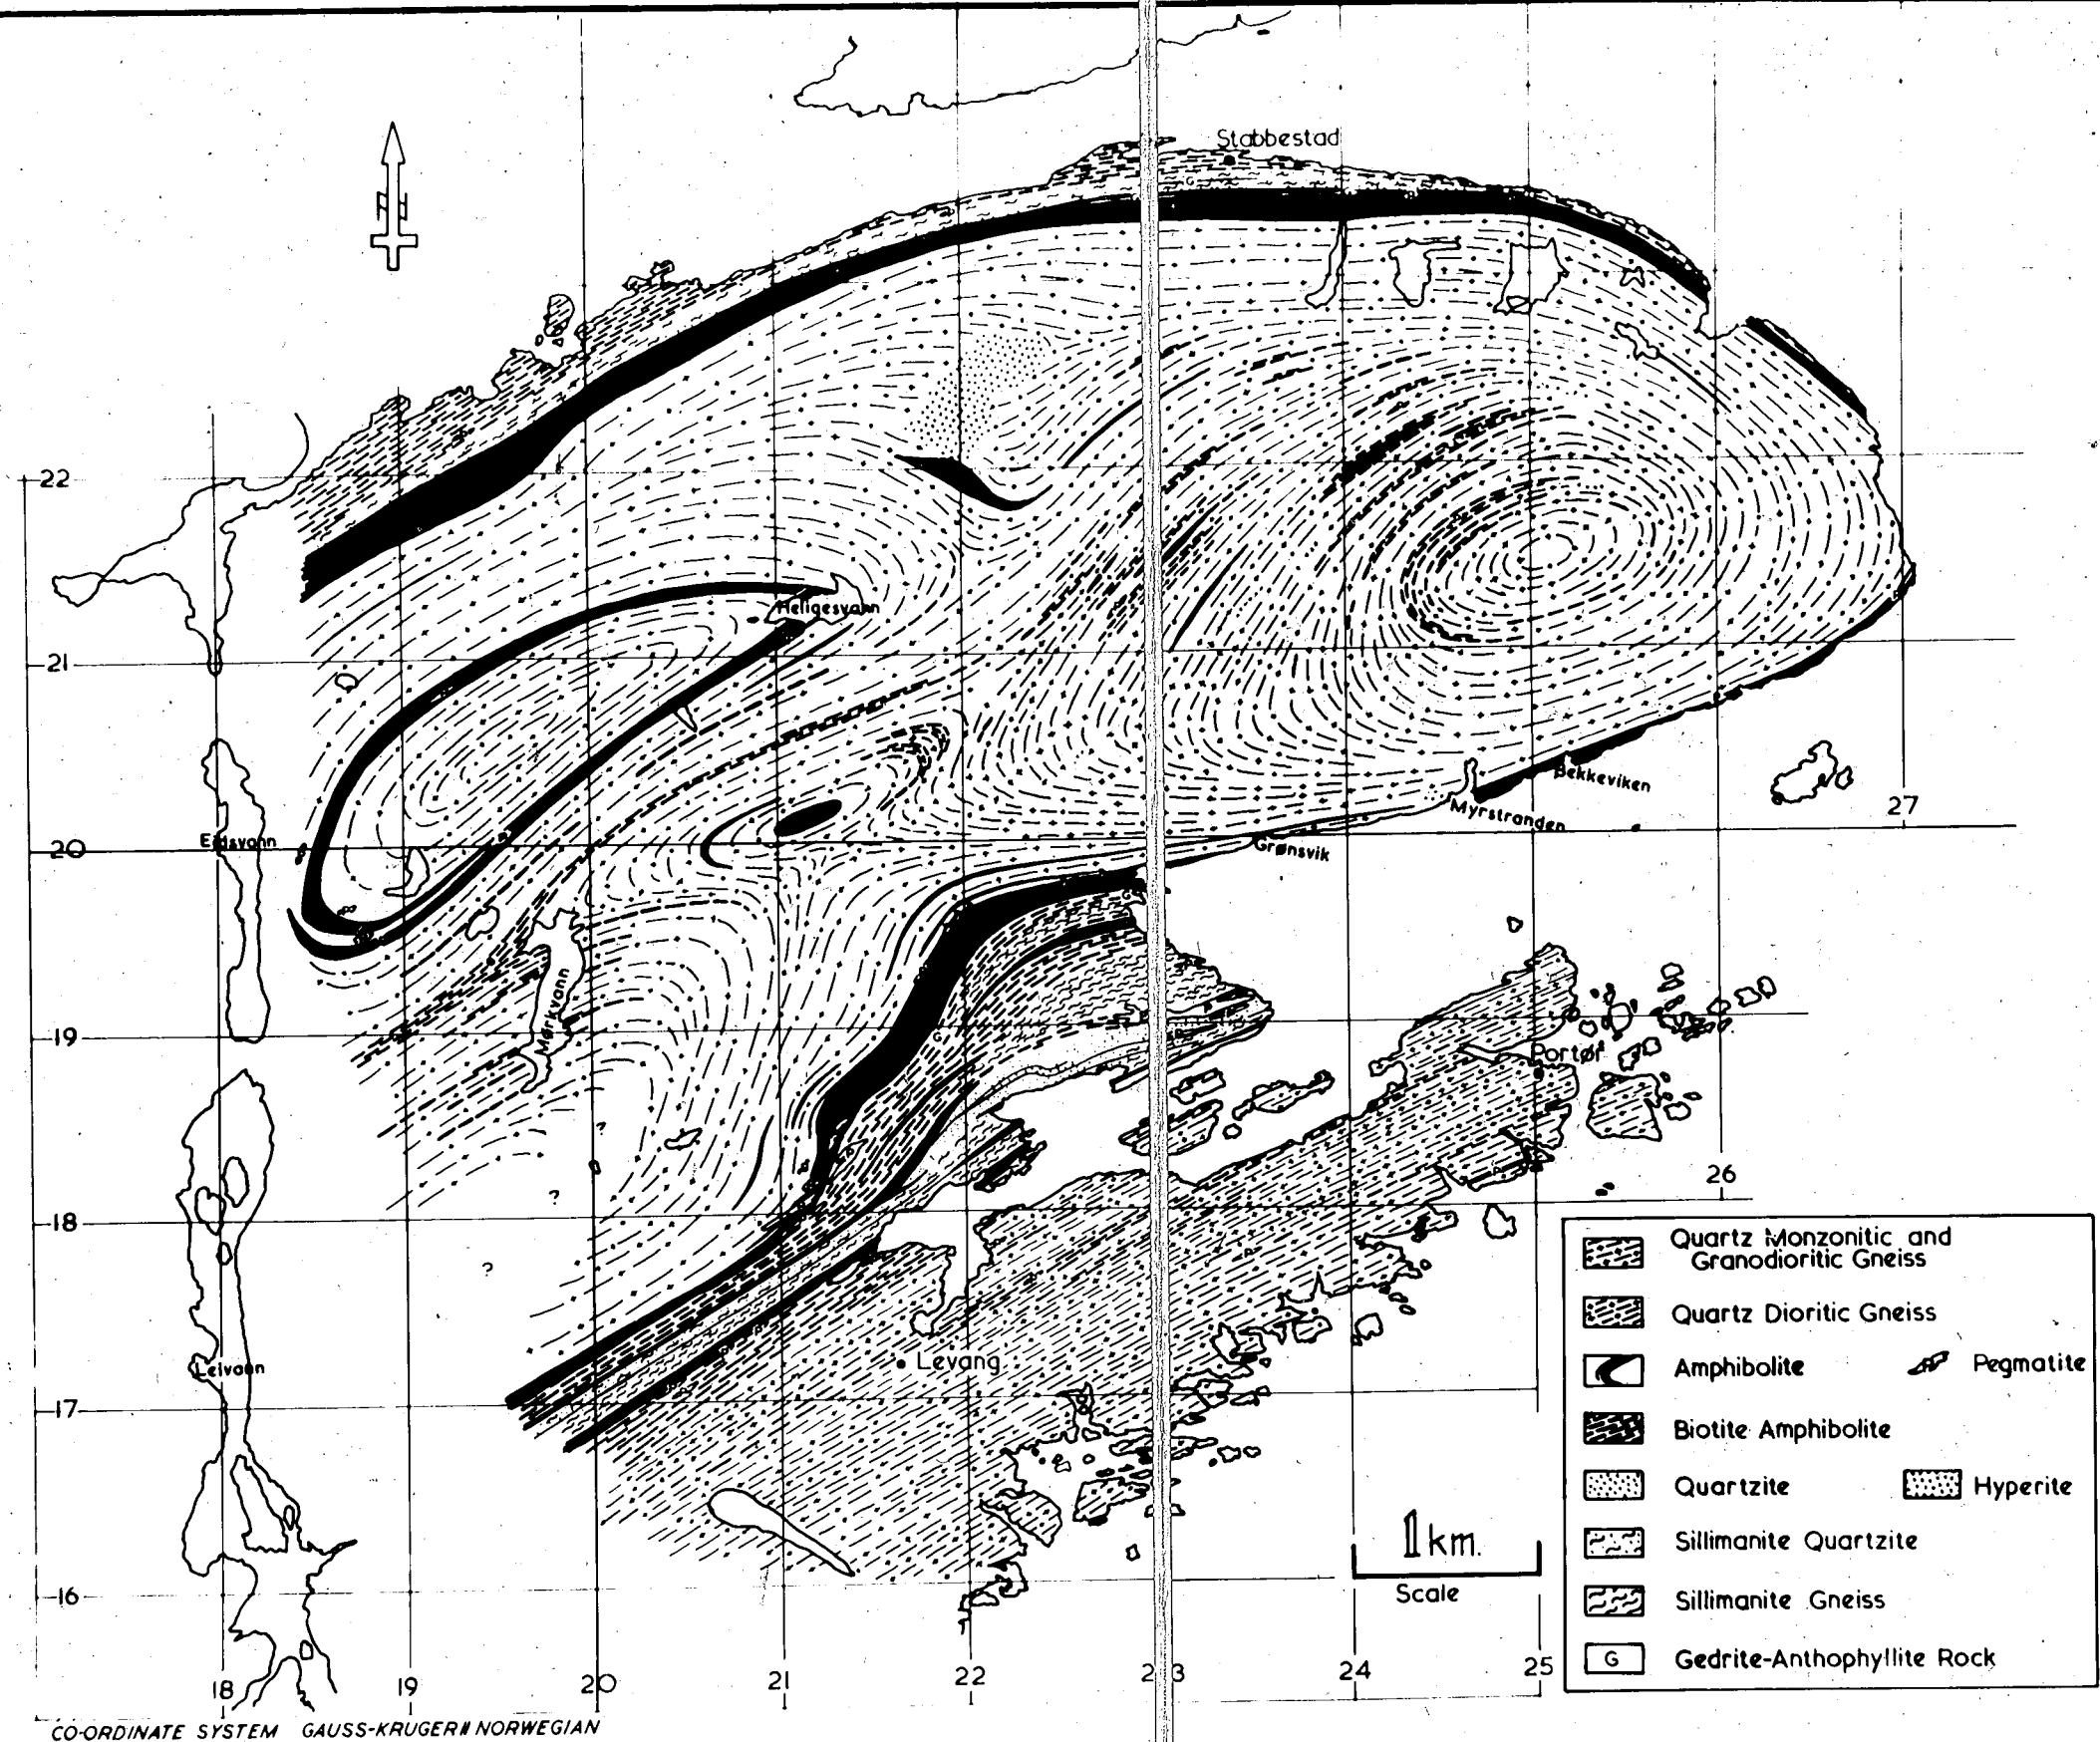 Stabbestad
N
22
Heligesvann
21
Bekkeviken
Myrstranden
27
Eidsvann
20
Grønsvik
Mørkvann
19
Portør
?
26
?
18
Quartz Monzonitic and
Granodioritic Gneiss
?
Quartz Dioritic Gneiss
Levang
Leivann
Amphibolite
Pegmatite
17
Biotite Amphibolite
Quartzite
Hyperite
1 km.
Sillimanite Quartzite
Scale
16
Sillimanite Gneiss
G
Gedrite-Anthophyllite Rock
18
19
20
21
22
23
24
25
CO-ORDINATE SYSTEM GAUSS-KRUGER II NORWEGIAN